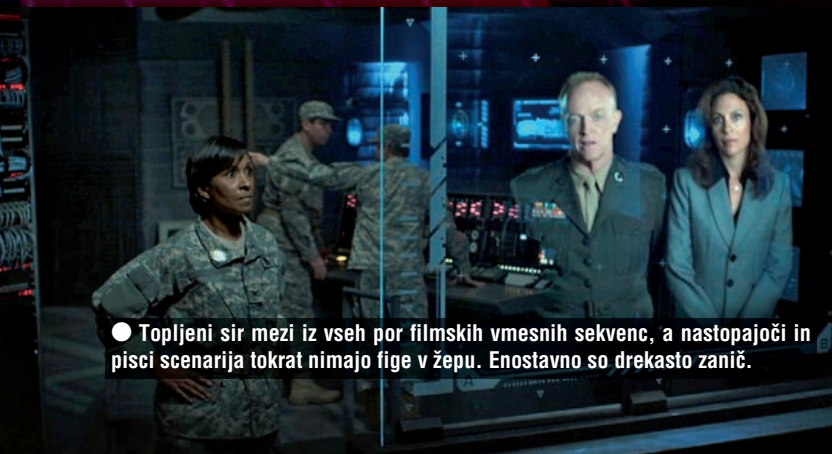 ● Topljeni sir mezi iz vseh por filmskih vmesnih sekvenc, a nastopajoči in
pisci scenarija tokrat nimajo fige v žepu. Enostavno so drekasto zanič.
A
B